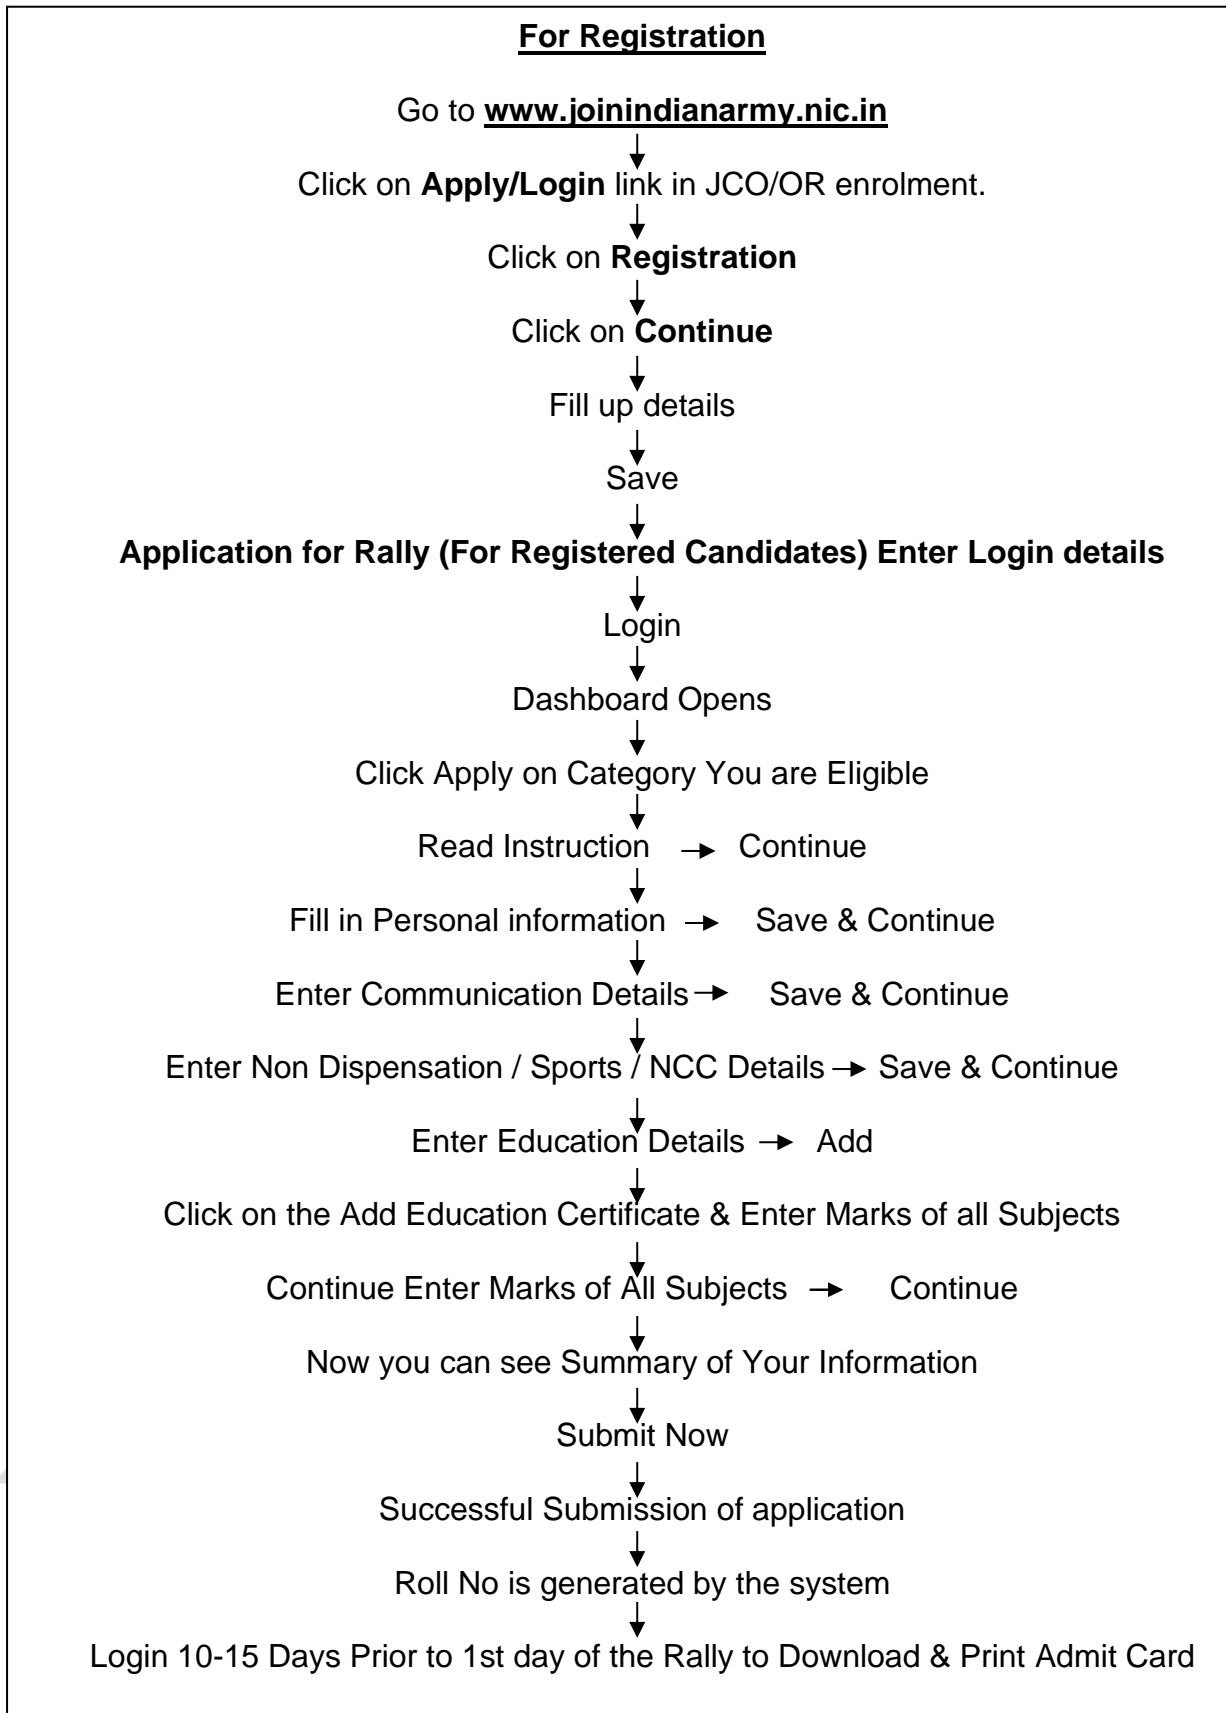 For Registration
Go to www.joinindianarmy.nic.in
Click on Apply/Login link in JCO/OR enrolment.
Click on Registration
Click on Continue
Fill up details
Save
Application for Rally (For Registered Candidates) Enter Login details
Login
Dashboard Opens
Click Apply on Category You are Eligible
Read Instruction → Continue
Fill in Personal information → Save & Continue
Enter Communication Details → Save & Continue
Enter Non Dispensation / Sports / NCC Details → Save & Continue
Enter Education Details → Add
Click on the Add Education Certificate & Enter Marks of all Subjects
Continue Enter Marks of All Subjects → Continue
Now you can see Summary of Your Information
Submit Now
Successful Submission of application
Roll No is generated by the system
Login 10-15 Days Prior to 1st day of the Rally to Download & Print Admit Card